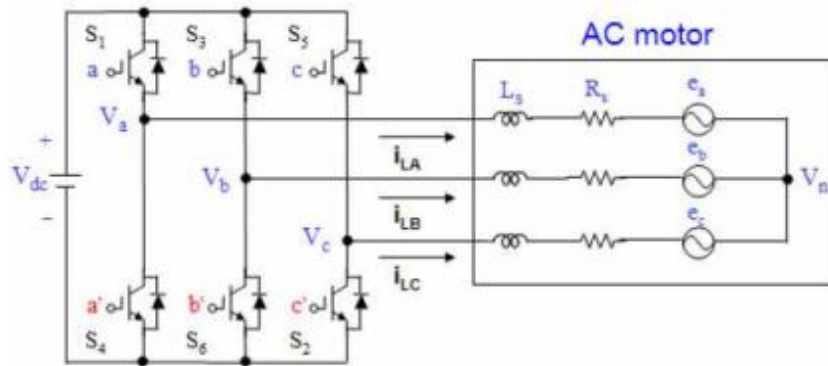 AC motor
S1 S3 S5
a b c
Ls Rs ea
Va
iLA
eb
+
Vdc
Vb
Vn
−
iLB
ec
Vc
iLC
a' b' c'
S4 S6 S2